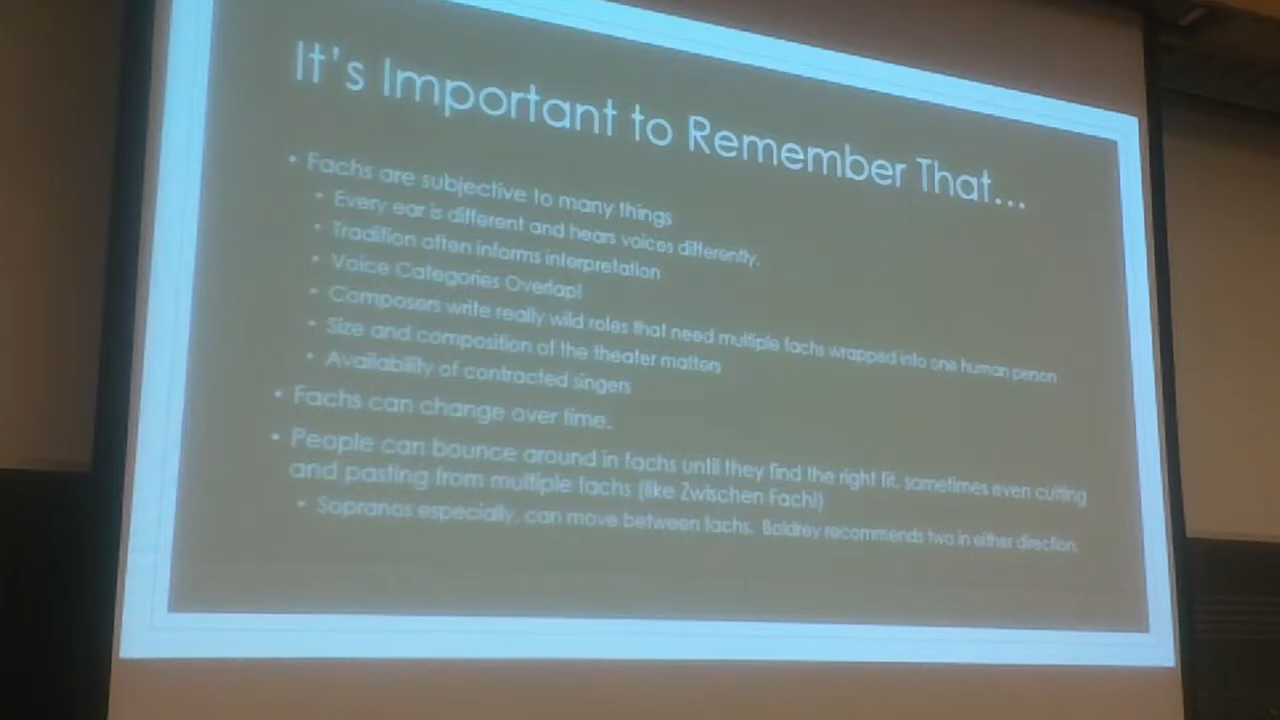 It's Important to Remember That...
• Fachs are subjective to many things
• Every ear is different and hears voices differently.
• Tradition often informs interpretation
• Voice Categories Overlap!
• Composers write really wild roles that need multiple fachs wrapped into one human person
• Size and composition of the theater matters
• Availability of contracted singers
• Fachs can change over time.
• People can bounce around in fachs until they find the right fit, sometimes even cutting
and pasting from multiple fachs (like Zwischen Fach!)
• Sopranos especially, can move between fachs. Boldrey recommends two in either direction.